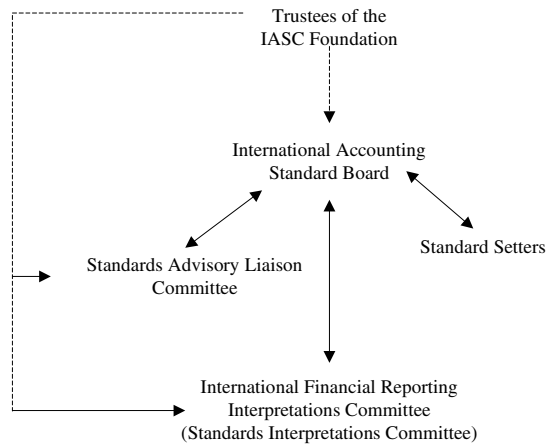 Trustees of the
IASC Foundation
International Accounting
Standard Board
Standard Setters
Standards Advisory Liaison
Committee
International Financial Reporting
Interpretations Committee
(Standards Interpretations Committee)